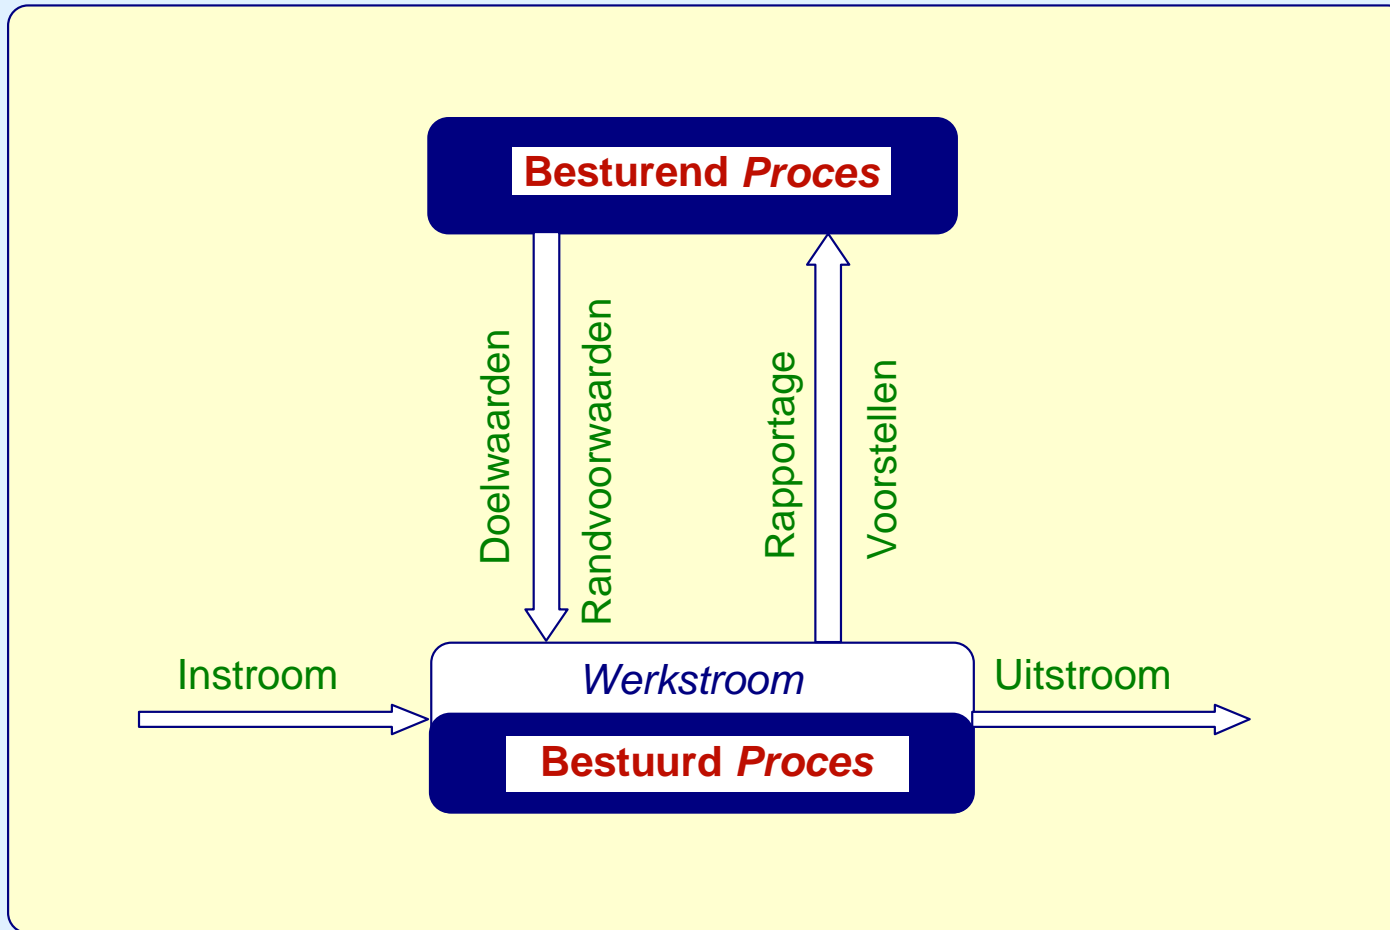 Besturend Proces
Doelwaarden
Randvoorwaarden
Rapportage
Voorstellen
Instroom
Werkstroom
Uitstroom
Bestuurd Proces